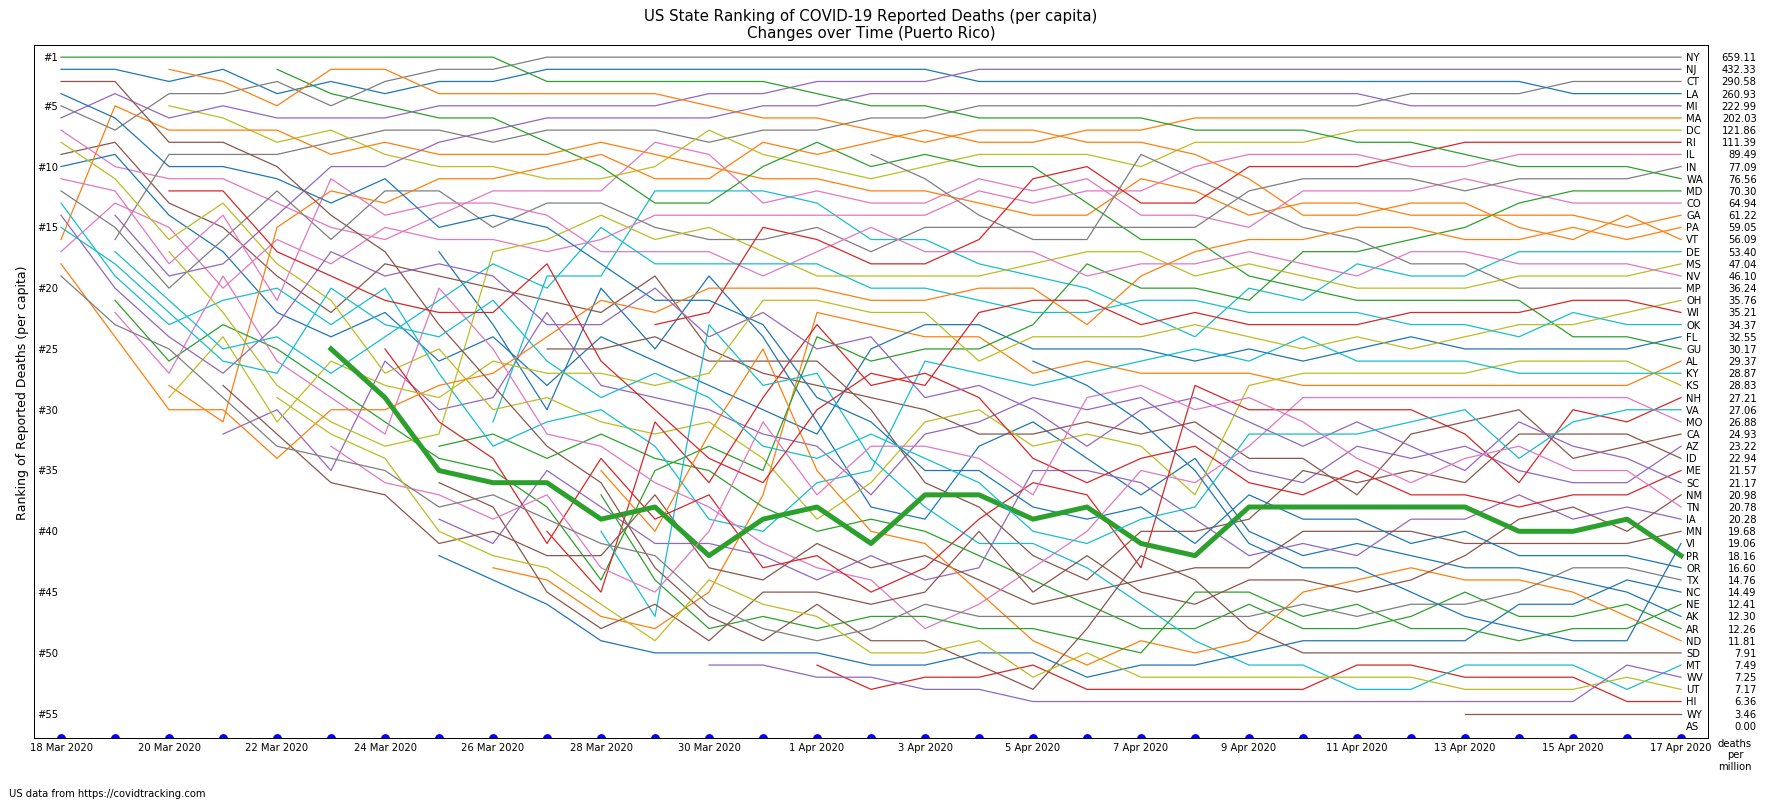 US State Ranking of COVID-19 Reported Deaths (per capita)
Changes over Time (Puerto Rico)
Ranking of Reported Deaths (per capita)
#1
#5
#10
#15
#20
#25
#30
#35
#40
#45
#50
#55
NY 659.11
NJ 432.33
CT 290.58
LA 260.93
MI 222.99
MA 202.03
DC 121.86
RI 111.39
IL 89.49
IN 77.09
WA 76.56
MD 70.30
CO 64.94
GA 61.22
PA 59.05
VT 56.09
DE 53.40
MS 47.04
NV 46.10
MP 36.24
OH 35.76
WI 35.21
OK 34.37
FL 32.55
GU 30.17
AL 29.37
KY 28.87
KS 28.83
NH 27.21
VA 27.06
MO 26.88
CA 24.93
AZ 23.22
ID 22.94
ME 21.57
SC 21.17
NM 20.98
TN 20.78
IA 20.28
MN 19.68
VI 19.06
PR 18.16
OR 16.60
TX 14.76
NC 14.49
NE 12.41
AK 12.30
AR 12.26
ND 11.81
SD 7.91
MT 7.49
WV 7.25
UT 7.17
HI 6.36
WY 3.46
AS 0.00
18 Mar 2020 20 Mar 2020 22 Mar 2020 24 Mar 2020 26 Mar 2020 28 Mar 2020 30 Mar 2020 1 Apr 2020 3 Apr 2020 5 Apr 2020 7 Apr 2020 9 Apr 2020 11 Apr 2020 13 Apr 2020 15 Apr 2020 17 Apr 2020
deaths
per
million
US data from https://covidtracking.com